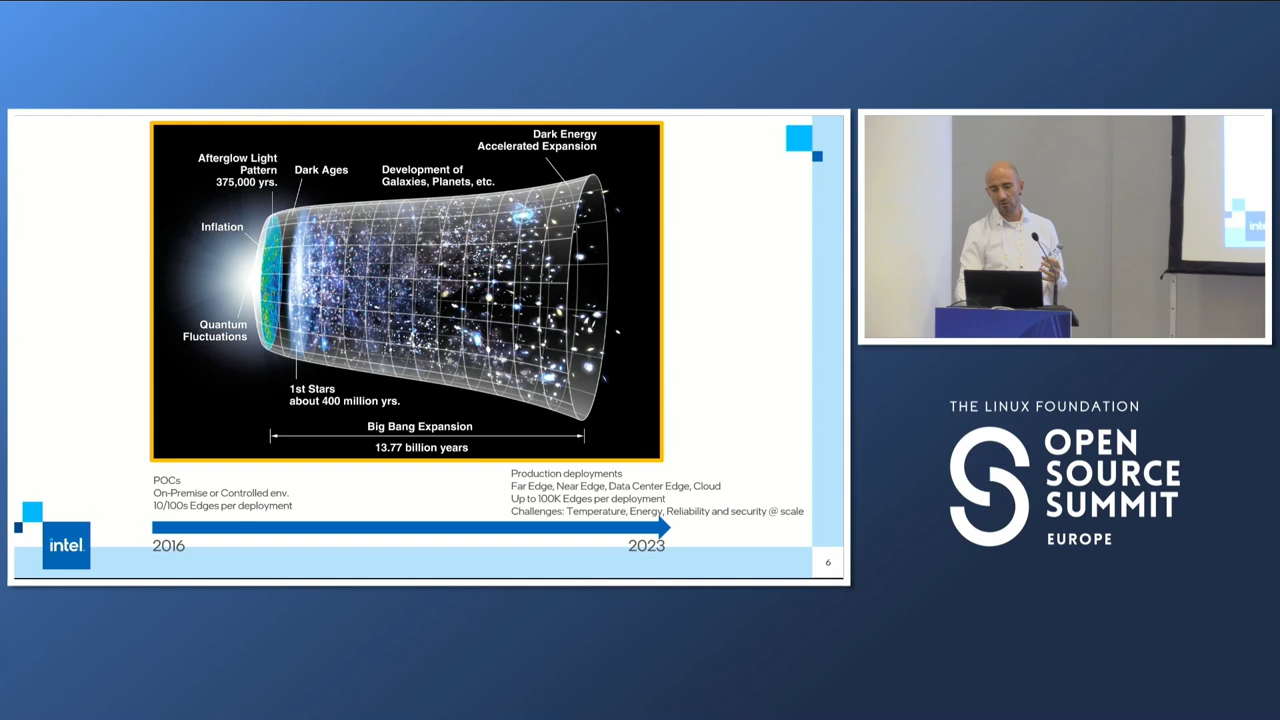 Dark Energy
Accelerated Expansion
Afterglow Light
Pattern
375,000 yrs.
Dark Ages
Development of
Galaxies, Planets, etc.
Inflation
Quantum
Fluctuations
1st Stars
about 400 million yrs.
Big Bang Expansion
13.77 billion years
POCs
On-Premise or Controlled env.
10/100s Edges per deployment
Production deployments
Far Edge, Near Edge, Data Center Edge, Cloud
Up to 100K Edges per deployment
Challenges: Temperature, Energy, Reliability and security @ scale
2016
2023
intel.
6
THE LINUX FOUNDATION
OPEN
SOURCE
SUMMIT
EUROPE